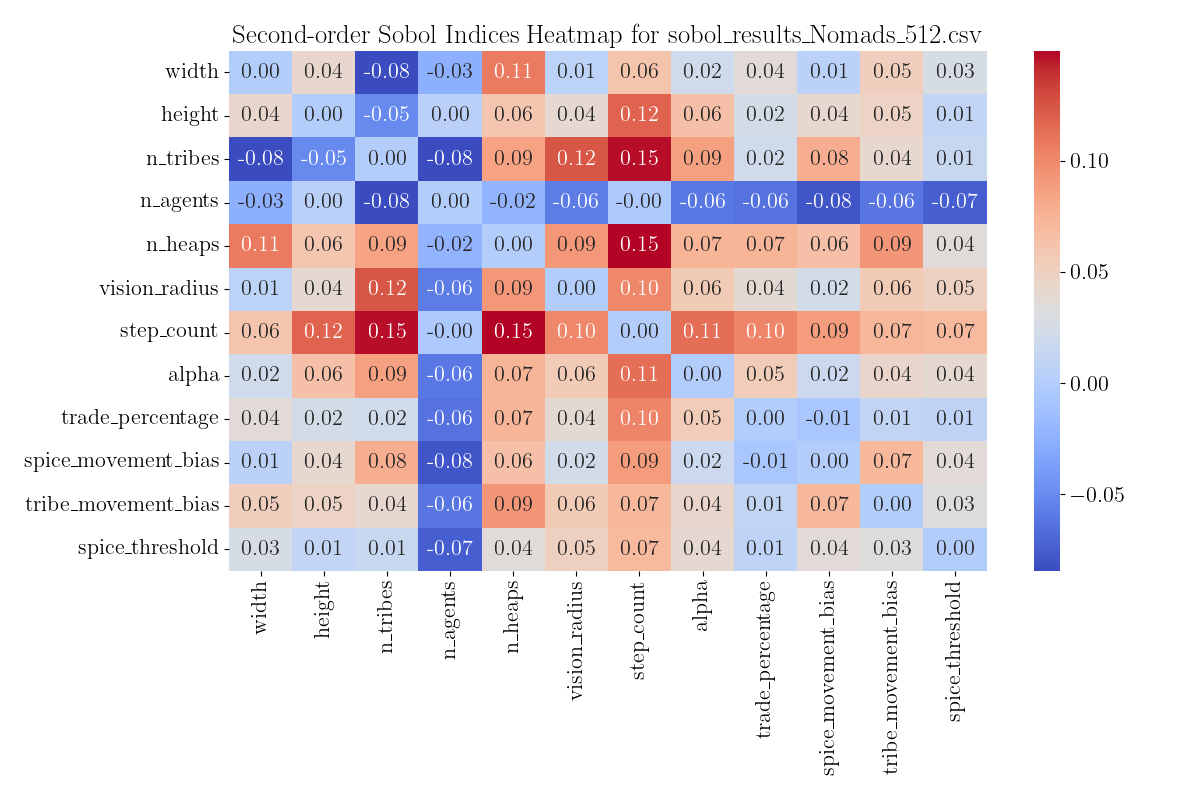 Second-order Sobol Indices Heatmap for sobol_results_Nomads_512.csv
width 0.00 0.04 -0.08 -0.03 0.11 0.01 0.06 0.02 0.04 0.01 0.05 0.03
height 0.04 0.00 -0.05 0.00 0.06 0.04 0.12 0.06 0.02 0.04 0.05 0.01
n_tribes -0.08 -0.05 0.00 -0.08 0.09 0.12 0.15 0.09 0.02 0.08 0.04 0.01
n_agents -0.03 0.00 -0.08 0.00 -0.02 -0.06 -0.00 -0.06 -0.06 -0.08 -0.06 -0.07
n_heaps 0.11 0.06 0.09 -0.02 0.00 0.09 0.15 0.07 0.07 0.06 0.09 0.04
vision_radius 0.01 0.04 0.12 -0.06 0.09 0.00 0.10 0.06 0.04 0.02 0.06 0.05
step_count 0.06 0.12 0.15 -0.00 0.15 0.10 0.00 0.11 0.10 0.09 0.07 0.07
alpha 0.02 0.06 0.09 -0.06 0.07 0.06 0.11 0.00 0.05 0.02 0.04 0.04
trade_percentage 0.04 0.02 0.02 -0.06 0.07 0.04 0.10 0.05 0.00 -0.01 0.01 0.01
spice_movement_bias 0.01 0.04 0.08 -0.08 0.06 0.02 0.09 0.02 -0.01 0.00 0.07 0.04
tribe_movement_bias 0.05 0.05 0.04 -0.06 0.09 0.06 0.07 0.04 0.01 0.07 0.00 0.03
spice_threshold 0.03 0.01 0.01 -0.07 0.04 0.05 0.07 0.04 0.01 0.04 0.03 0.00
width
height
n_tribes
n_agents
n_heaps
vision_radius
step_count
alpha
trade_percentage
spice_movement_bias
tribe_movement_bias
spice_threshold
0.10
0.05
0.00
−0.05